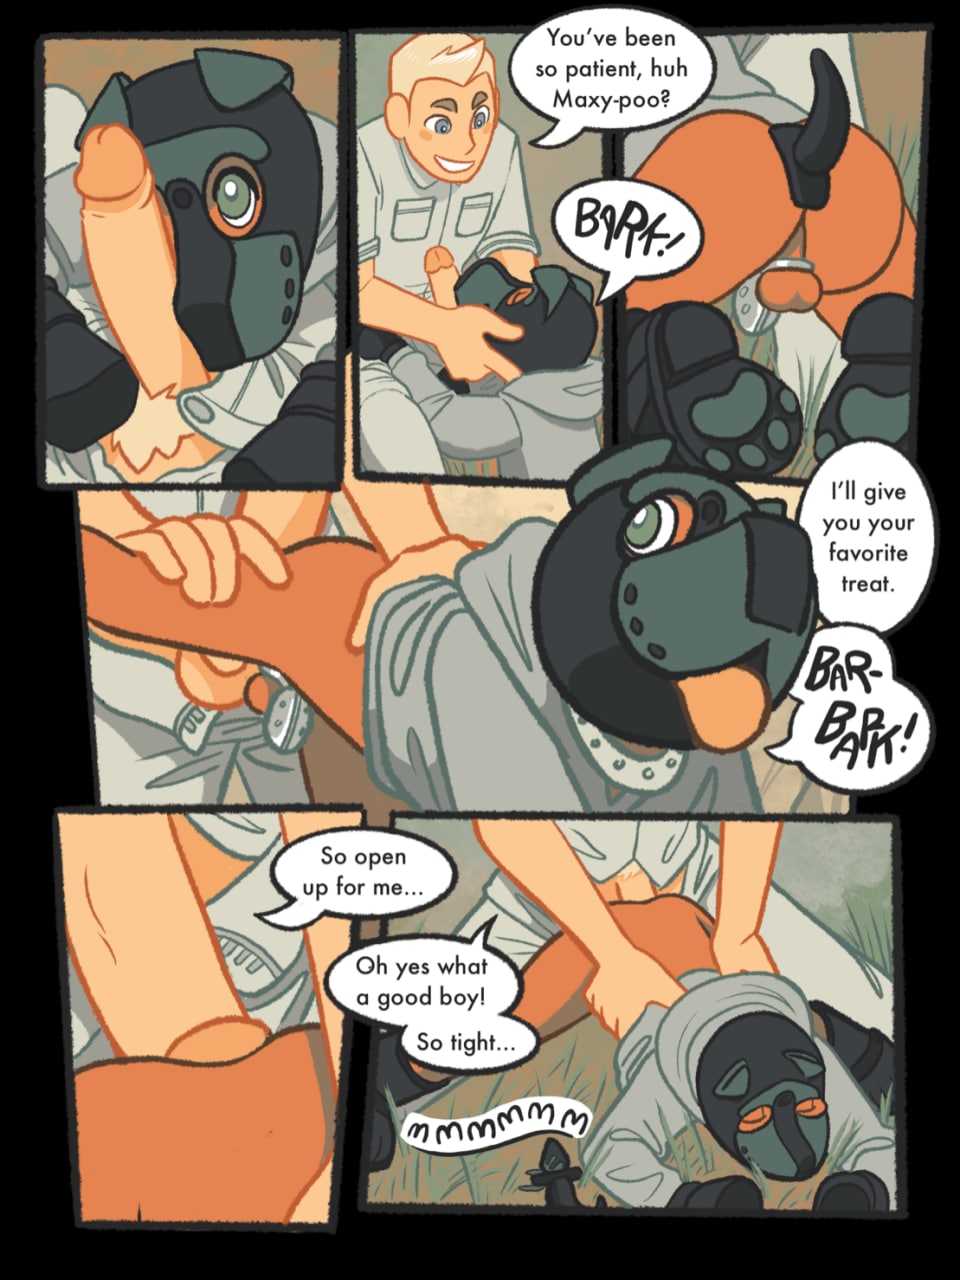 You've been
so patient, huh
Maxy-poo?
BARK!
I'll give
you your
favorite
treat.
BAR-
BARK!
So open
up for me...
Oh yes what
a good boy!
So tight...
mmmmmm